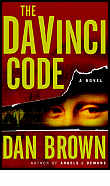 THE
DAVINCI
CODE
A NOVEL
DAN BROWN
AUTHOR OF ANGELS & DEMONS